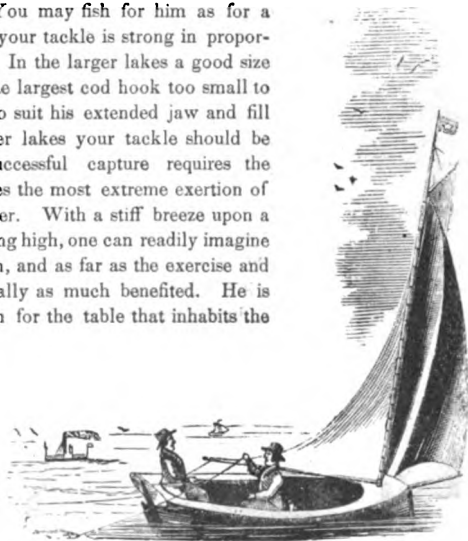 You may fish for him as for a
your tackle is strong in propor-
In the larger lakes a good size
e largest cod hook too small to
o suit his extended jaw and fill
er lakes your tackle should be
uccessful capture requires the
es the most extreme exertion of
er. With a stiff breeze upon a
ng high, one can readily imagine
n, and as far as the exercise and
ally as much benefited. He is
n for the table that inhabits the